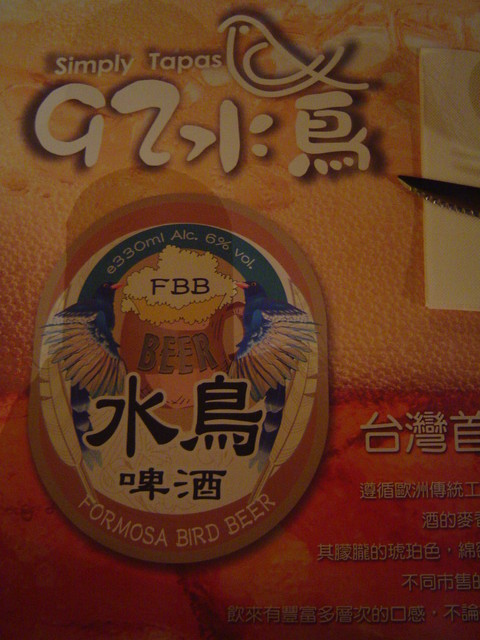 Simply Tapas
97水鳥
e330ml Alc. 6% vol.
FBB
BEER
水鳥
啤酒
FORMOSA BIRD BEER
台灣首
遵循歐洲傳統工
酒的麥
其朦朧的琥珀色，綿
不同市售的
飲來有豐富多層次的口感，不論